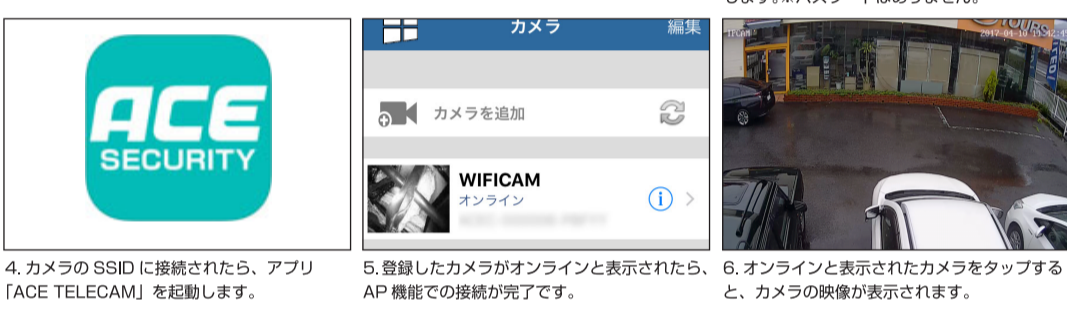 ACE
SECURITY
カメラ
編集
カメラを追加
WIFICAM
オンライン
IPCAM
TOURS
4. カメラの SSID に接続されたら、アプリ
「ACE TELECAM」を起動します。
5. 登録したカメラがオンラインと表示されたら、
AP 機能での接続が完了です。
6. オンラインと表示されたカメラをタップする
と、カメラの映像が表示されます。